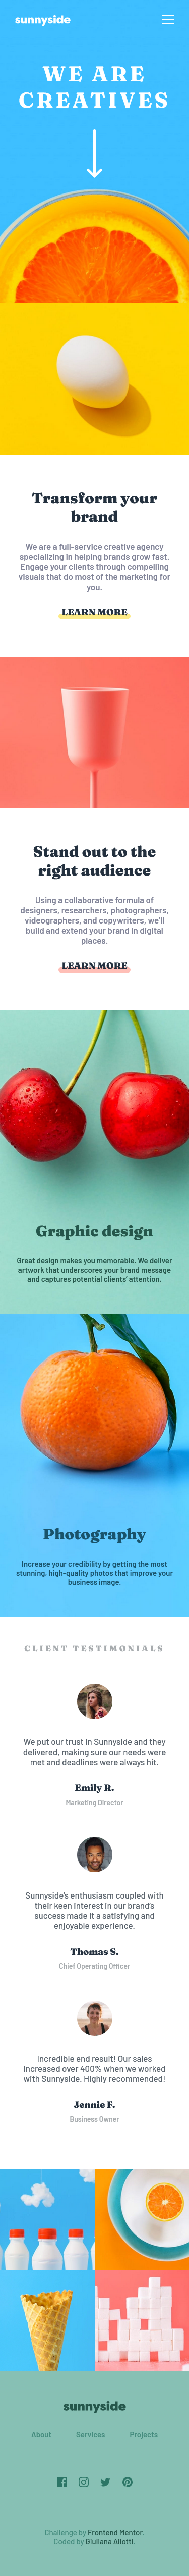 sunnyside
WE ARE
CREATIVES
Transform your
brand
We are a full-service creative agency
specializing in helping brands grow fast.
Engage your clients through compelling
visuals that do most of the marketing for
you.
LEARN MORE
Stand out to the
right audience
Using a collaborative formula of
designers, researchers, photographers,
videographers, and copywriters, we'll
build and extend your brand in digital
places.
LEARN MORE
Graphic design
Great design makes you memorable. We deliver
artwork that underscores your brand message
and captures potential clients' attention.
Photography
Increase your credibility by getting the most
stunning, high-quality photos that improve your
business image.
CLIENT TESTIMONIALS
We put our trust in Sunnyside and they
delivered, making sure our needs were
met and deadlines were always hit.
Emily R.
Marketing Director
Sunnyside's enthusiasm coupled with
their keen interest in our brand's
success made it a satisfying and
enjoyable experience.
Thomas S.
Chief Operating Officer
Incredible end result! Our sales
increased over 400% when we worked
with Sunnyside. Highly recommended!
Jennie F.
Business Owner
sunnyside
About Services Projects
Challenge by Frontend Mentor.
Coded by Giuliana Aliotti.